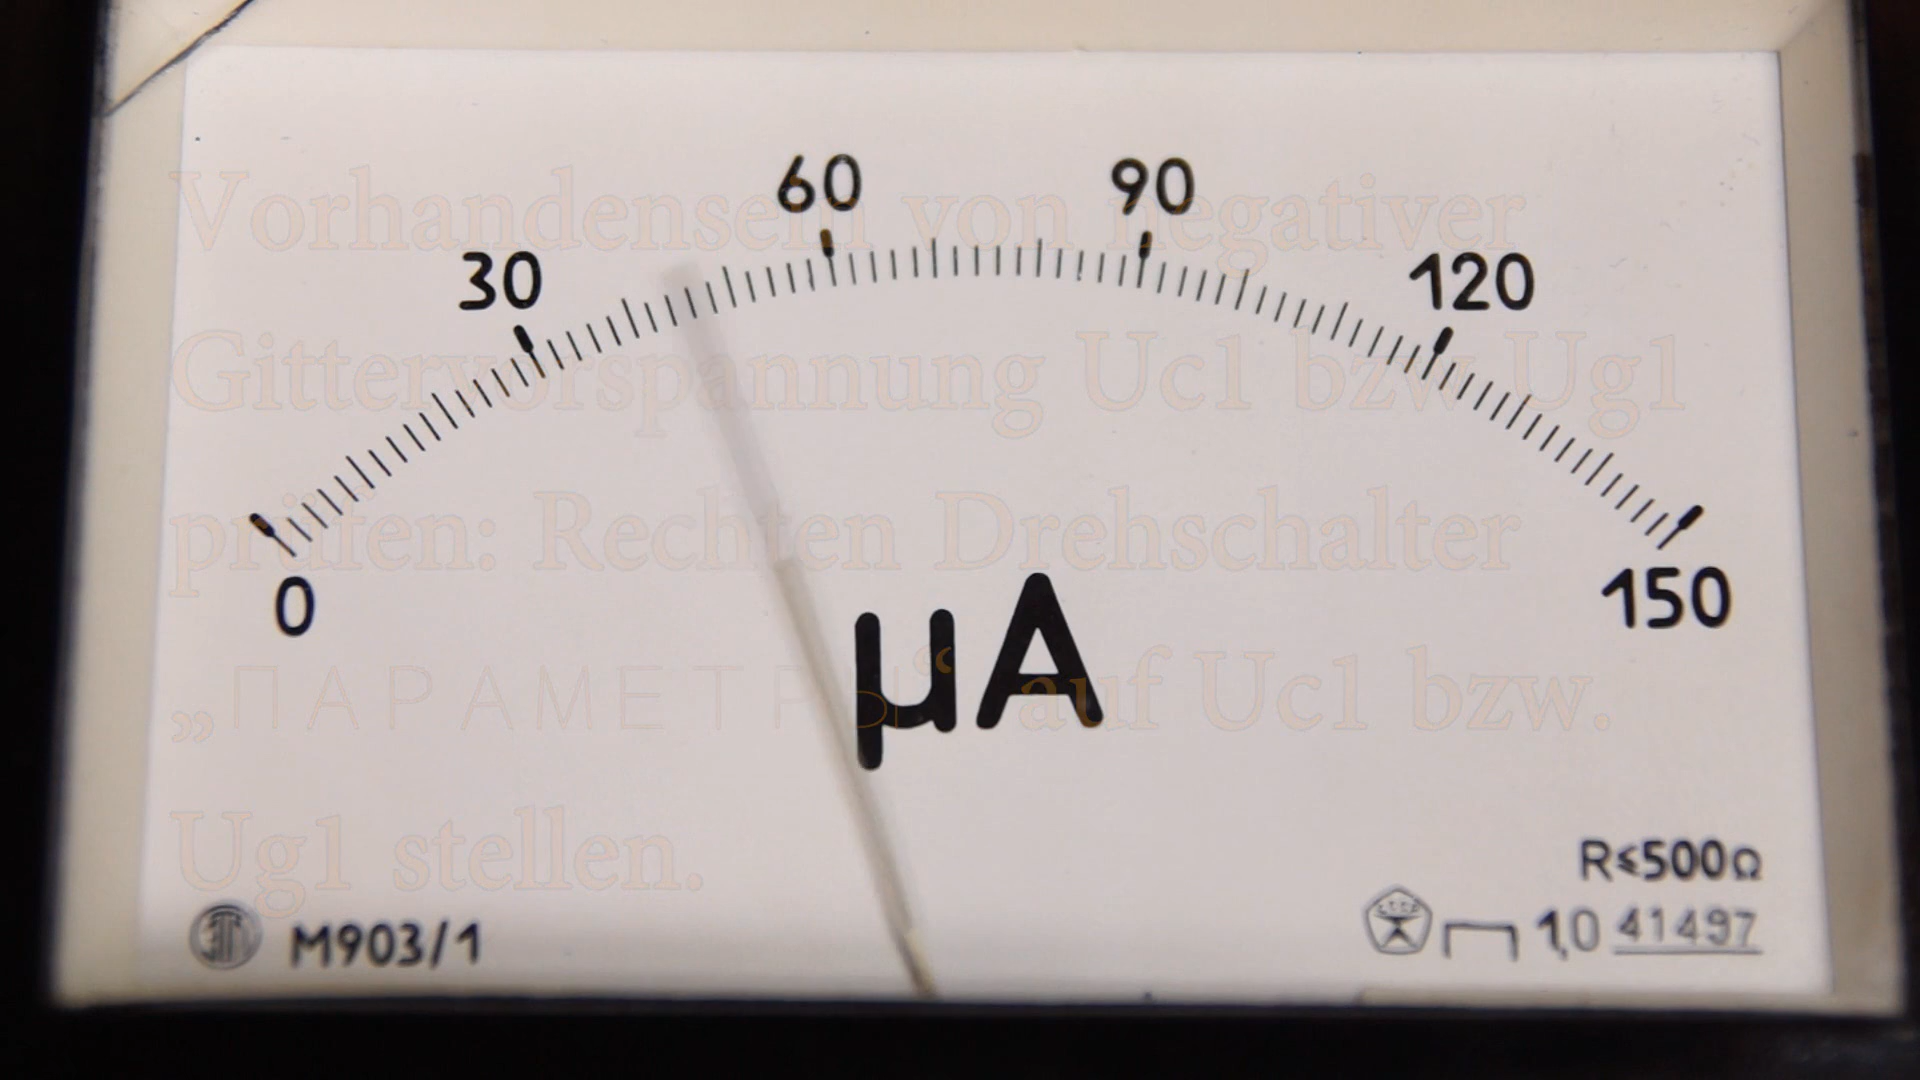 60 90
30 120
Vorhandensein von negativer
Gittervorspannung Uc1 bzw. Ug1
prüfen: Rechten Drehschalter
0 150
µA
„ПАРАМЕТРЫ“ auf Uc1 bzw.
Ug1 stellen.
R≤500Ω
M903/1
СССР
1,0 41497